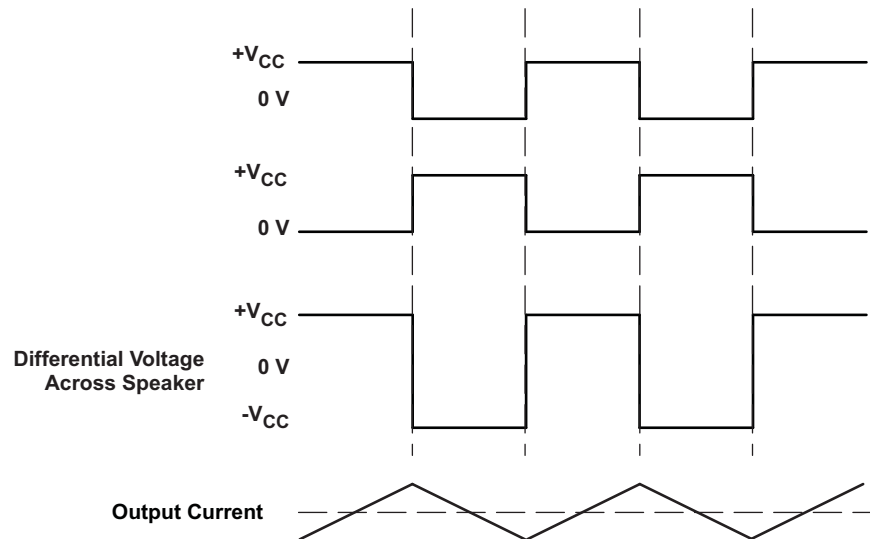 +VCC
0 V
+VCC
0 V
+VCC
Differential Voltage
Across Speaker
0 V
-VCC
Output Current